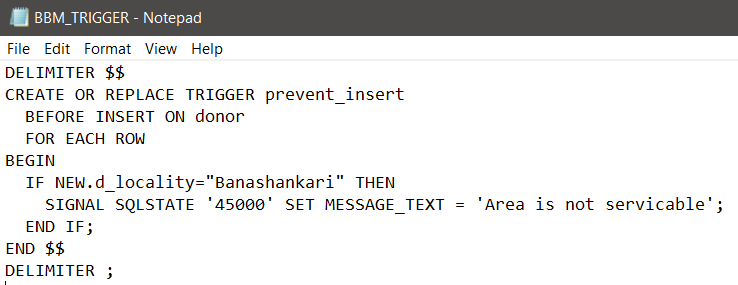 BBM_TRIGGER - Notepad
File Edit Format View Help
DELIMITER $$
CREATE OR REPLACE TRIGGER prevent_insert
  BEFORE INSERT ON donor
  FOR EACH ROW
BEGIN
  IF NEW.d_locality="Banashankari" THEN
    SIGNAL SQLSTATE '45000' SET MESSAGE_TEXT = 'Area is not servicable';
  END IF;
END $$
DELIMITER ;